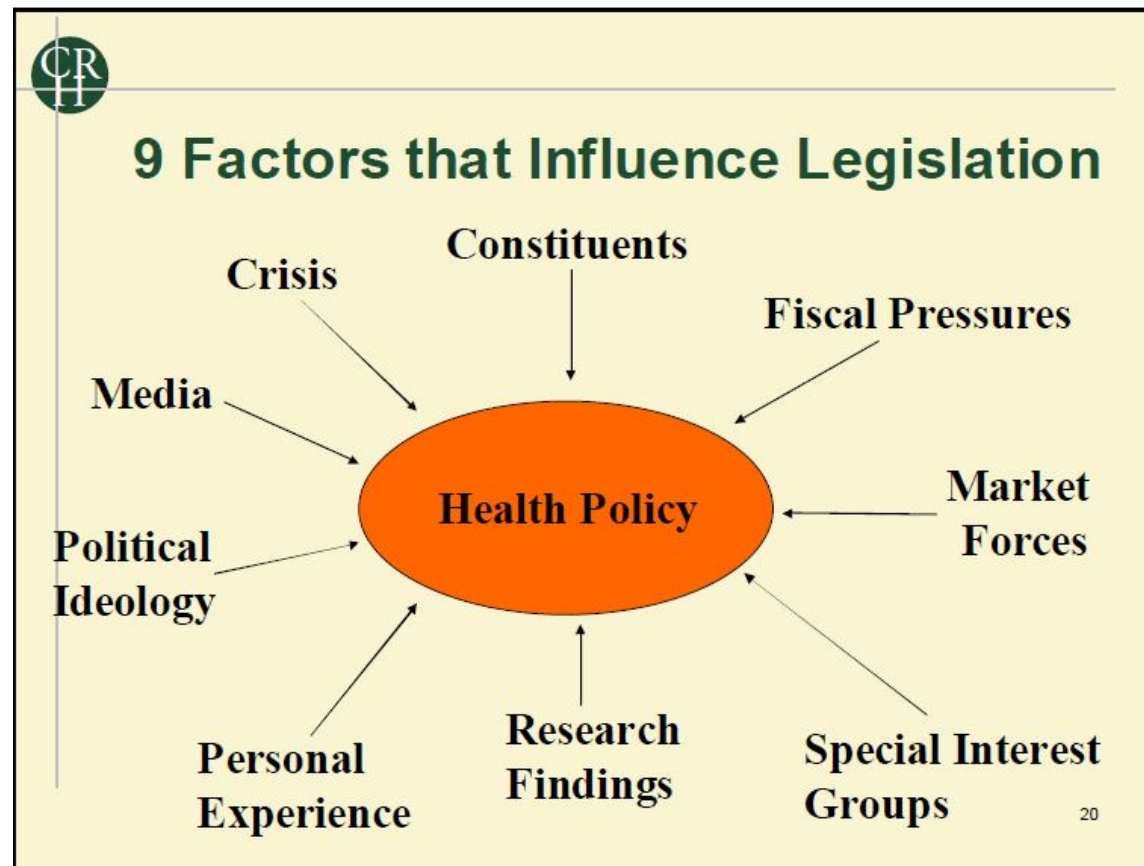 CR
H
9 Factors that Influence Legislation
Constituents
Crisis
Fiscal Pressures
Media
Health Policy
Market
Forces
Political
Ideology
Personal
Experience
Research
Findings
Special Interest
Groups
20